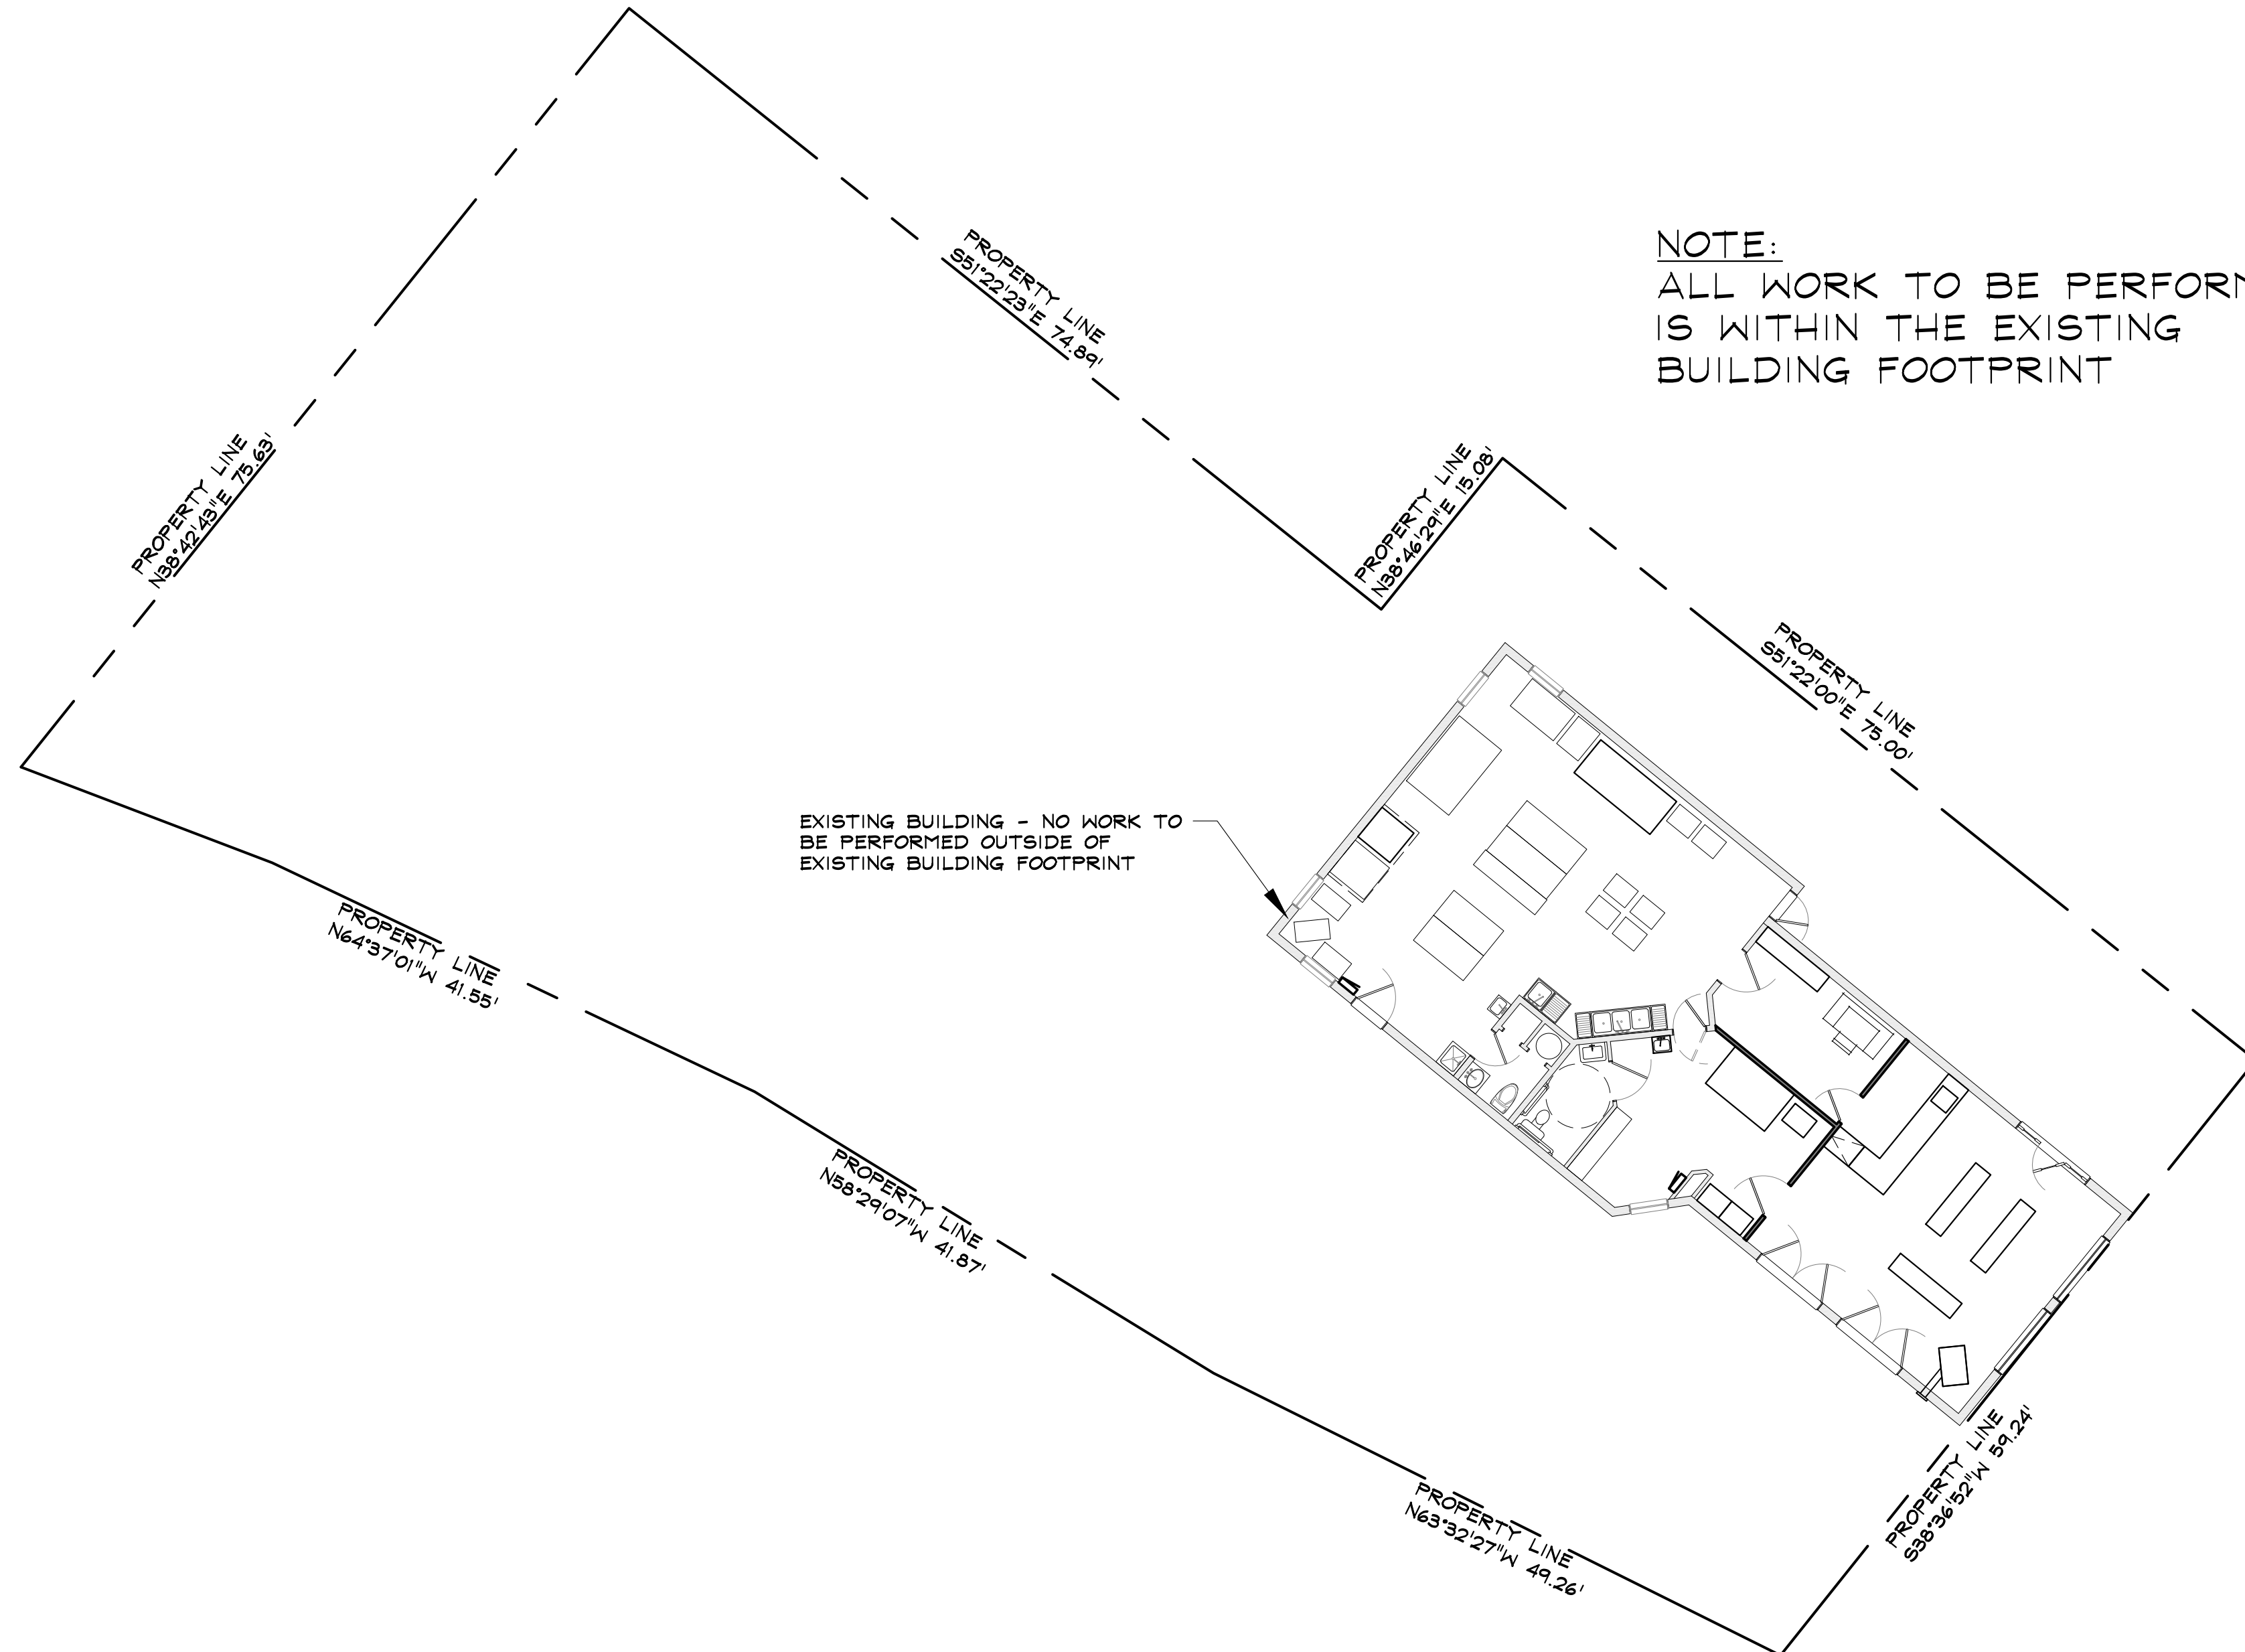 PROPERTY LINE
S51°22'23"E 74.89'
NOTE:
ALL WORK TO BE PERFORM
IS WITHIN THE EXISTING
BUILDING FOOTPRINT
PROPERTY LINE
N38°42'43"E 75.63'
PROPERTY LINE
N38°46'29"E 15.08'
PROPERTY LINE
S51°22'00"E 75.00'
EXISTING BUILDING - NO WORK TO
BE PERFORMED OUTSIDE OF
EXISTING BUILDING FOOTPRINT
PROPERTY LINE
N64°37'01"W 41.55'
PROPERTY LINE
N58°29'07"W 41.87'
PROPERTY LINE
S38°36'52"W 59.24'
PROPERTY LINE
N63°32'27"W 49.26'